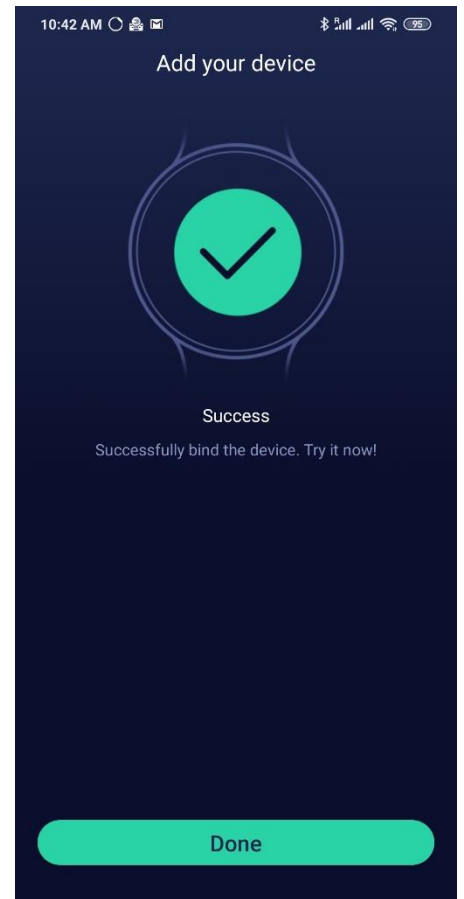 10:42 AM R 95
Add your device
Success
Successfully bind the device. Try it now!
Done